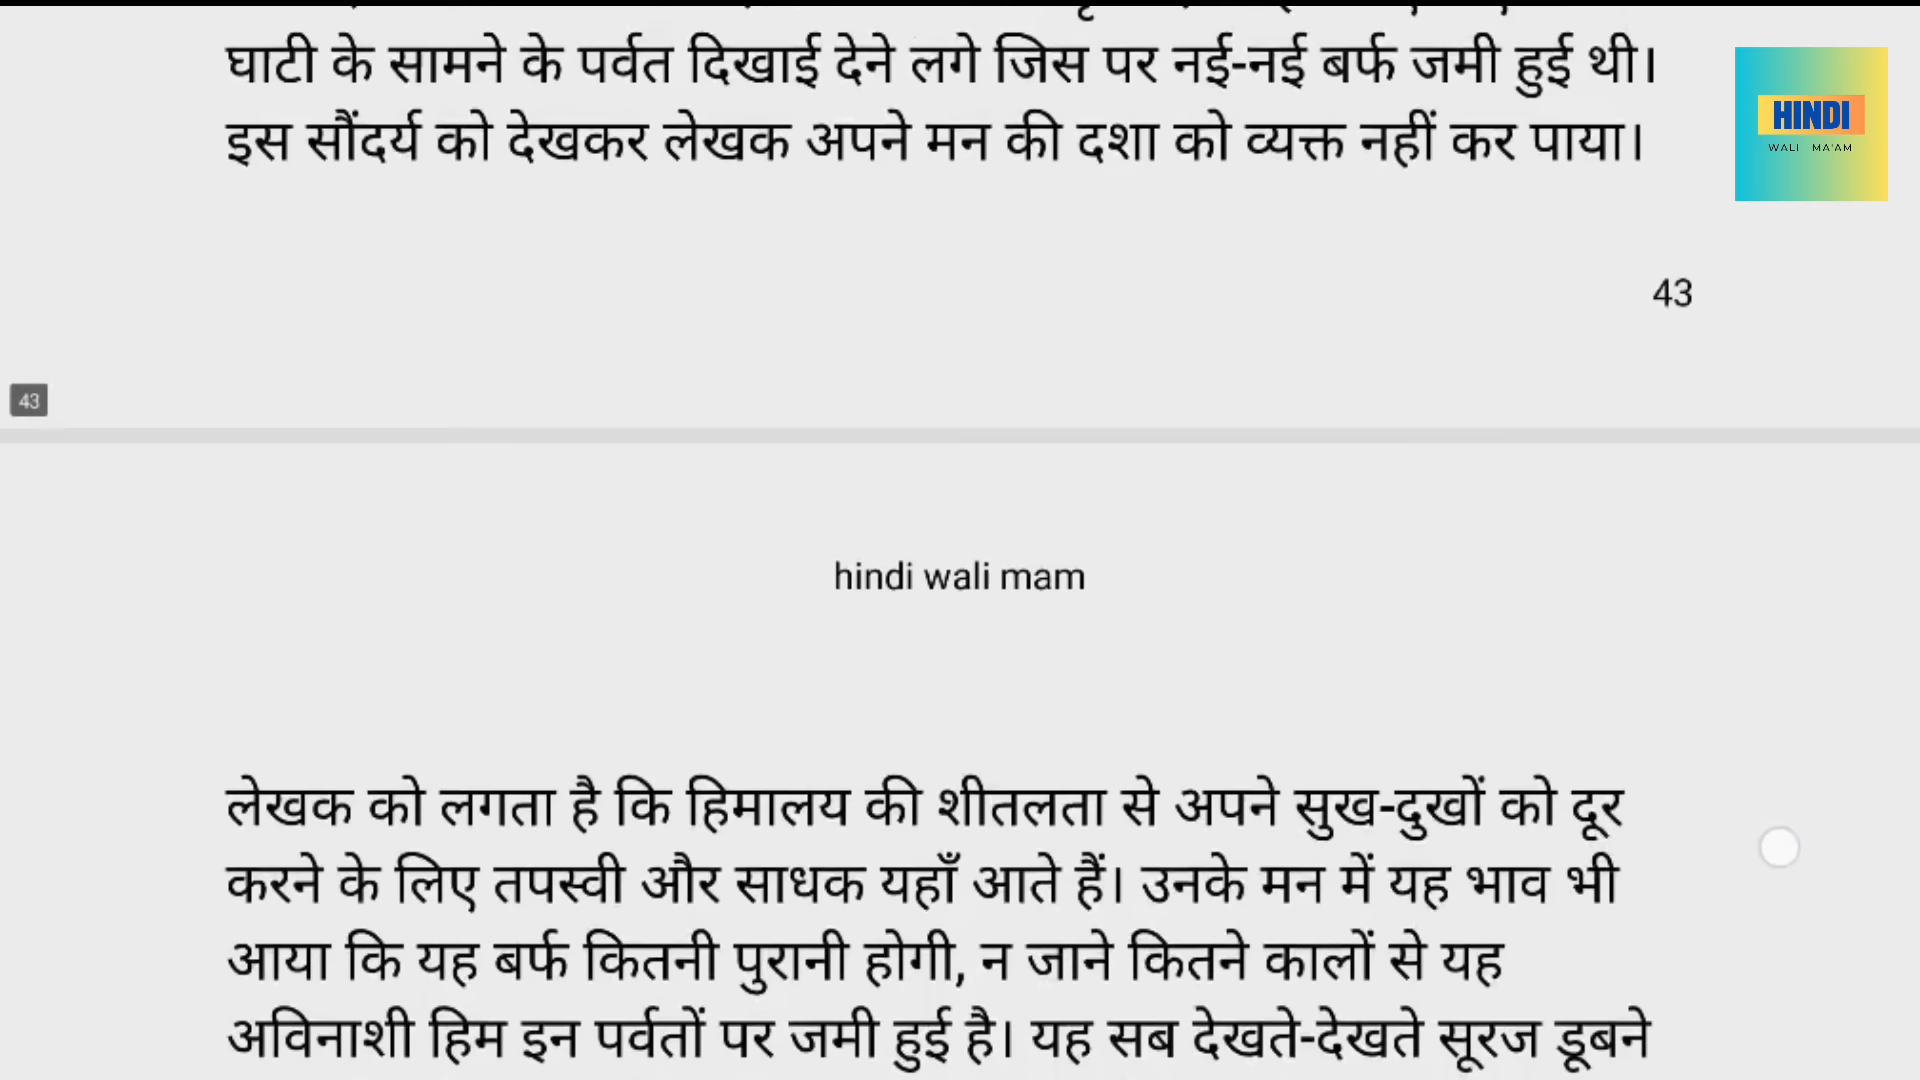 घाटी के सामने के पर्वत दिखाई देने लगे जिस पर नई-नई बर्फ जमी हुई थी।
इस सौंदर्य को देखकर लेखक अपने मन की दशा को व्यक्त नहीं कर पाया।
HINDI
WALI MA'AM
43
43
hindi wali mam
लेखक को लगता है कि हिमालय की शीतलता से अपने सुख-दुखों को दूर
करने के लिए तपस्वी और साधक यहाँ आते हैं। उनके मन में यह भाव भी
आया कि यह बर्फ कितनी पुरानी होगी, न जाने कितने कालों से यह
अविनाशी हिम इन पर्वतों पर जमी हुई है। यह सब देखते-देखते सूरज डूबने